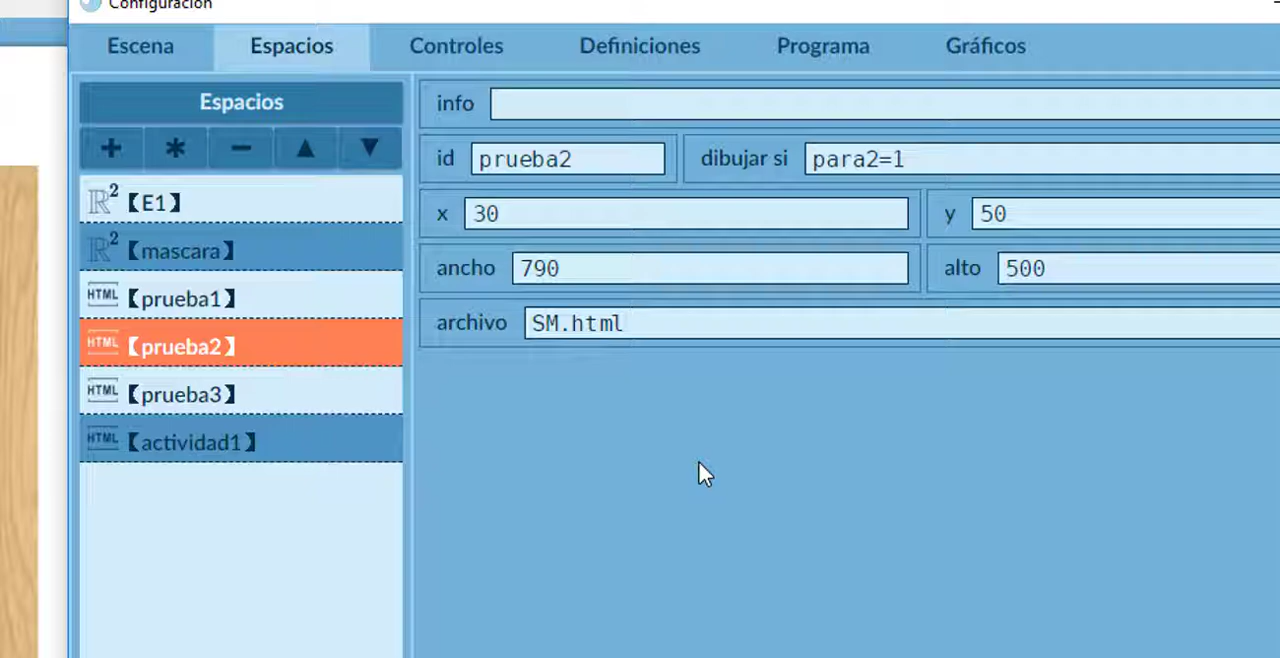 Configuración
Escena Espacios Controles Definiciones Programa Gráficos
Espacios
+ * − ▲ ▼
ℝ² 【E1】
ℝ² 【mascara】
HTML 【prueba1】
HTML 【prueba2】
HTML 【prueba3】
HTML 【actividad1】
info
id prueba2 dibujar si para2=1
x 30 y 50
ancho 790 alto 500
archivo SM.html